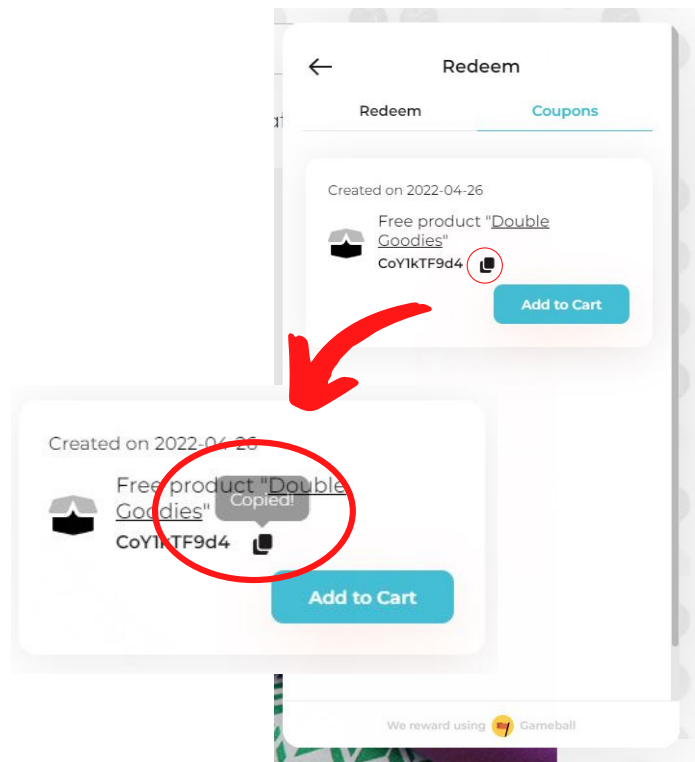 Redeem
Redeem
Coupons
Created on 2022-04-26
Free product "Double
Goodies"
CoY1kTF9d4
Add to Cart
Created on 2022-04-26
Free product "Double
Goodies"
Copied!
CoY1kTF9d4
Add to Cart
We reward using Gameball